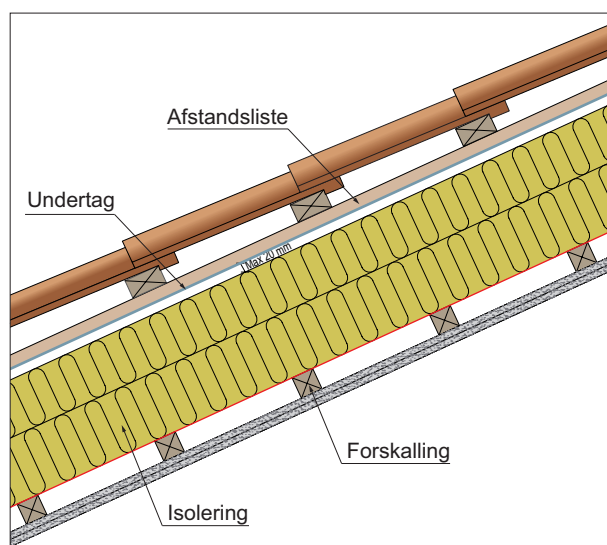 Afstandsliste
Undertag
Max 20 mm
Forskalling
Isolering